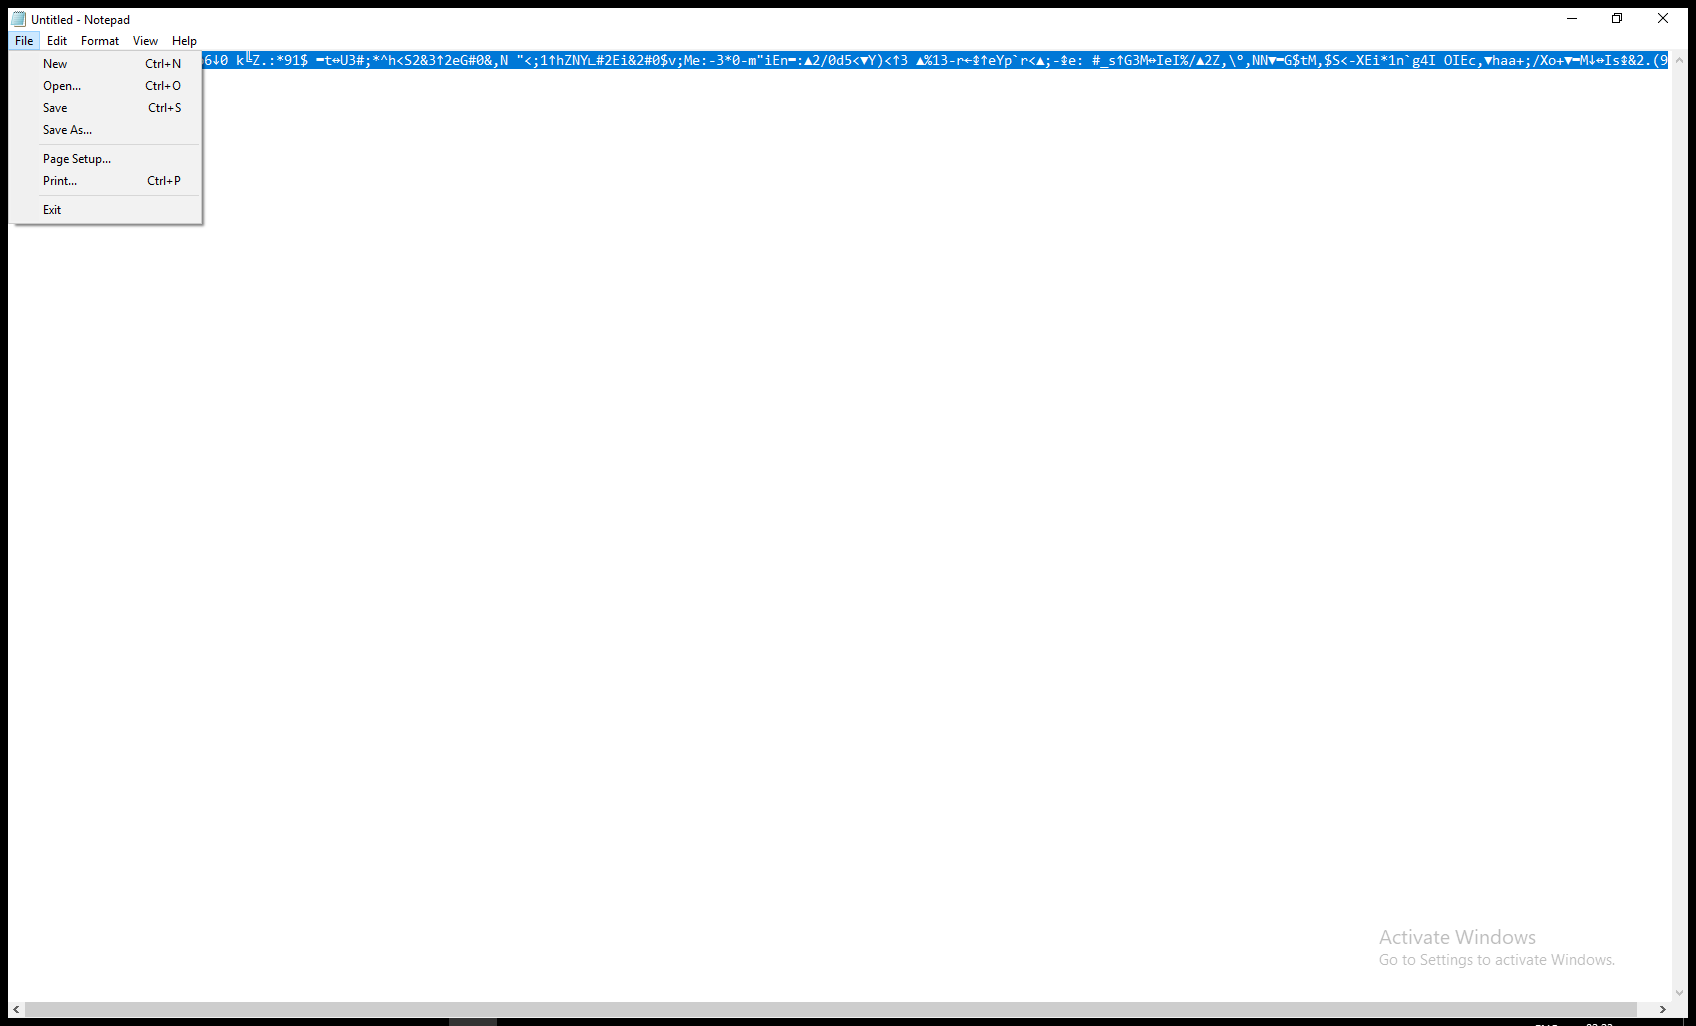 Untitled - Notepad
File Edit Format View Help
New Ctrl+N
Open... Ctrl+O
Save Ctrl+S
Save As...
Page Setup...
Print... Ctrl+P
Exit
6↓0 k╚Z.:*91$ ▬t↔U3#;*^h<S2&3↑2eG#0&,N "<;1↑hZNY∟#2Ei&2#0$v;Me:-3*0-m"iEn▬:▲2/0d5<▼Y)<↑3 ▲%13-r↔↨↑eYp`r<▲;-↨e: #_s↑G3M↔IeI%/▲2Z,\º,NN▼▬G$tM,$S<-XEi*1n`g4I OIEc,▼haa+;/Xo+▼▬M↓↔Is↨&2.(9
Activate Windows
Go to Settings to activate Windows.